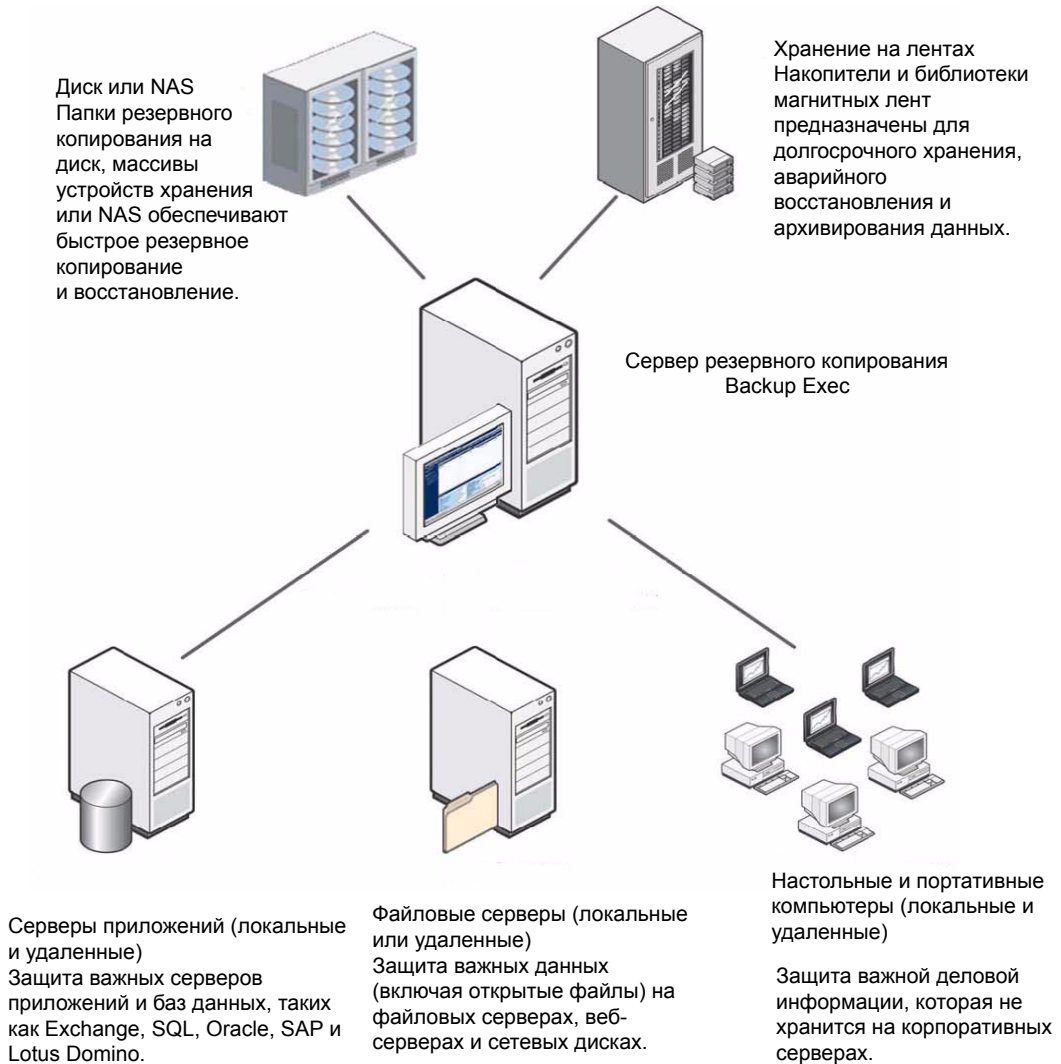 Диск или NAS
Папки резервного
копирования на
диск, массивы
устройств хранения
или NAS обеспечивают
быстрое резервное
копирование
и восстановление.
Хранение на лентах
Накопители и библиотеки
магнитных лент
предназначены для
долгосрочного хранения,
аварийного
восстановления и
архивирования данных.
Сервер резервного копирования
Backup Exec
Серверы приложений (локальные
и удаленные)
Защита важных серверов
приложений и баз данных, таких
как Exchange, SQL, Oracle, SAP и
Lotus Domino.
Файловые серверы (локальные
или удаленные)
Защита важных данных
(включая открытые файлы) на
файловых серверах, веб-
серверах и сетевых дисках.
Настольные и портативные
компьютеры (локальные и
удаленные)
Защита важной деловой
информации, которая не
хранится на корпоративных
серверах.